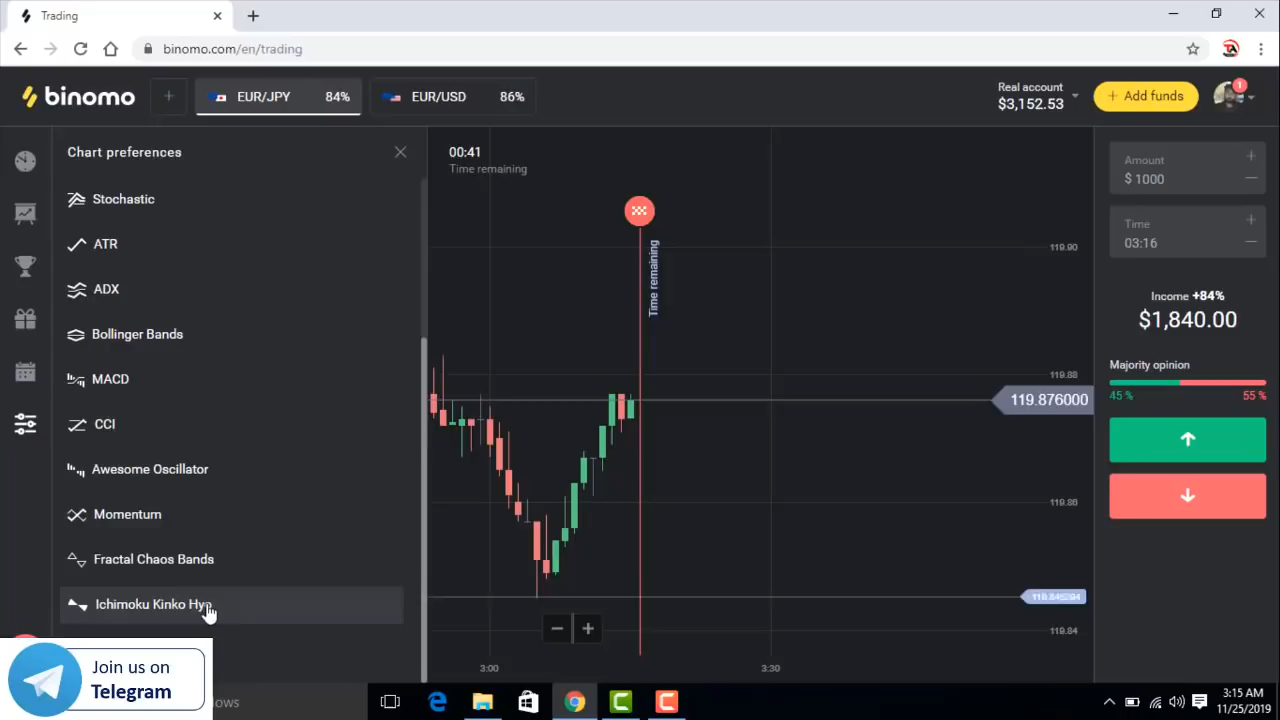 Trading
binomo.com/en/trading
binomo
EUR/JPY 84%
EUR/USD 86%
Real account
$3,152.53
+ Add funds
1
Chart preferences
Stochastic
ATR
ADX
Bollinger Bands
MACD
CCI
Awesome Oscillator
Momentum
Fractal Chaos Bands
Ichimoku Kinko Hyo
00:41
Time remaining
Time remaining
119.90
119.88
119.876000
119.86
119.84
3:00
3:30
Amount
$ 1000
Time
03:16
Income +84%
$1,840.00
Majority opinion
45 %
55 %
Join us on
Telegram
3:15 AM
11/25/2019